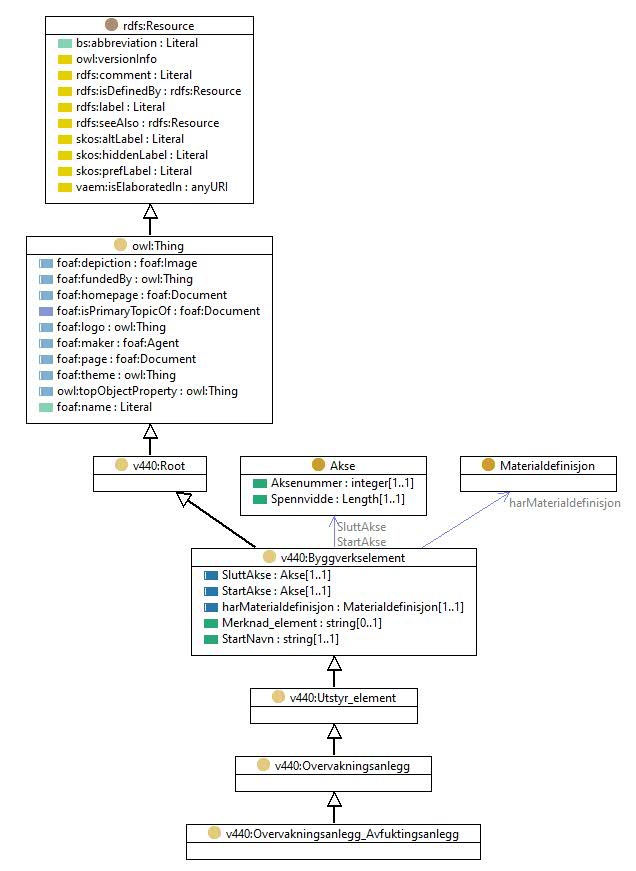 rdfs:Resource
bs:abbreviation : Literal
owl:versionInfo
rdfs:comment : Literal
rdfs:isDefinedBy : rdfs:Resource
rdfs:label : Literal
rdfs:seeAlso : rdfs:Resource
skos:altLabel : Literal
skos:hiddenLabel : Literal
skos:prefLabel : Literal
vaem:isElaboratedIn : anyURI
owl:Thing
foaf:depiction : foaf:Image
foaf:fundedBy : owl:Thing
foaf:homepage : foaf:Document
foaf:isPrimaryTopicOf : foaf:Document
foaf:logo : owl:Thing
foaf:maker : foaf:Agent
foaf:page : foaf:Document
foaf:theme : owl:Thing
owl:topObjectProperty : owl:Thing
foaf:name : Literal
v440:Root
Akse
Aksenummer : integer[1..1]
Spennvidde : Length[1..1]
Materialdefinisjon
harMaterialdefinisjon
SluttAkse
StartAkse
v440:Byggverkselement
SluttAkse : Akse[1..1]
StartAkse : Akse[1..1]
harMaterialdefinisjon : Materialdefinisjon[1..1]
Merknad_element : string[0..1]
StartNavn : string[1..1]
v440:Utstyr_element
v440:Overvakningsanlegg
v440:Overvakningsanlegg_Avfuktingsanlegg